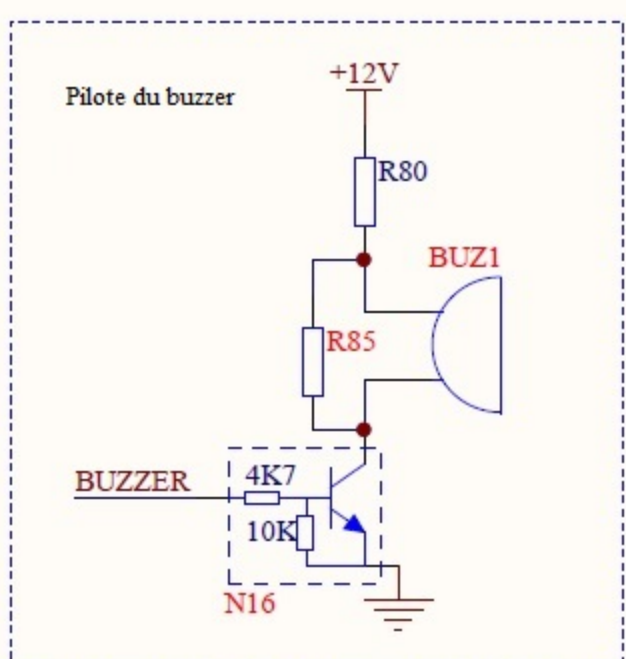 +12V
Pilote du buzzer
R80
BUZ1
R85
BUZZER
4K7
10K
N16